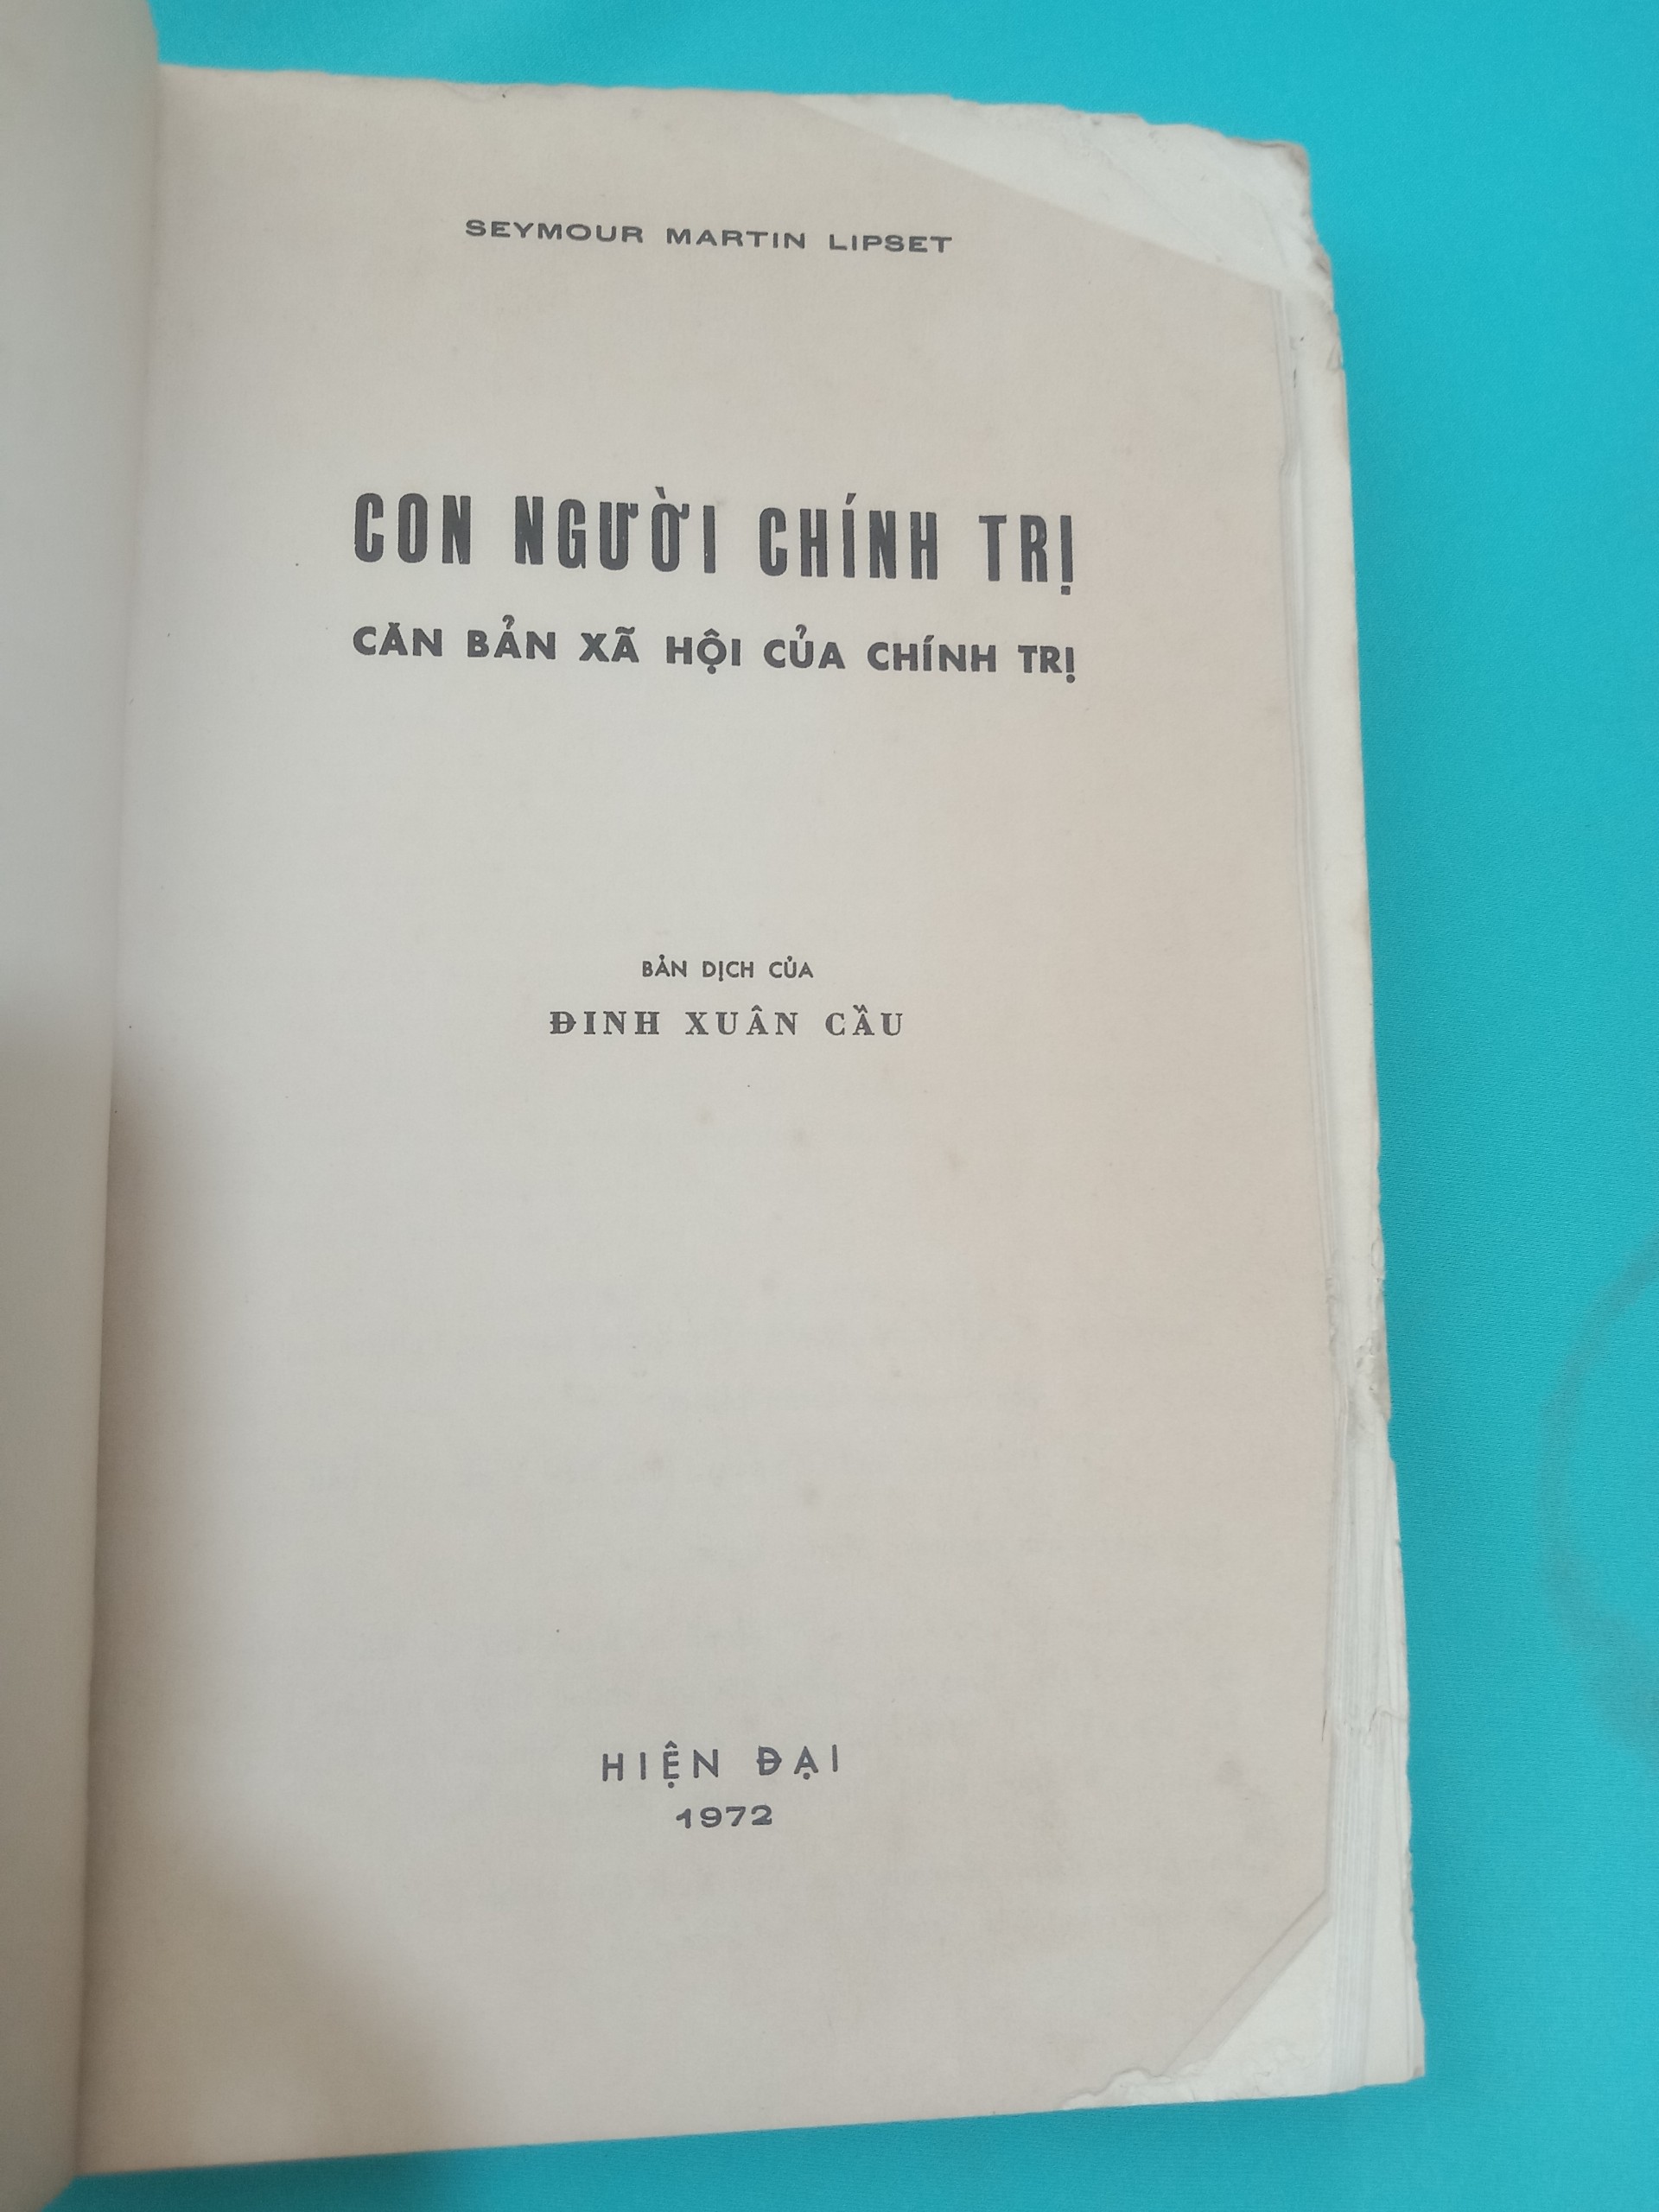 SEYMOUR MARTIN LIPSET
CON NGƯỜI CHÍNH TRỊ
CĂN BẢN XÃ HỘI CỦA CHÍNH TRỊ
BẢN DỊCH CỦA
ĐINH XUÂN CẦU
HIỆN ĐẠI
1972